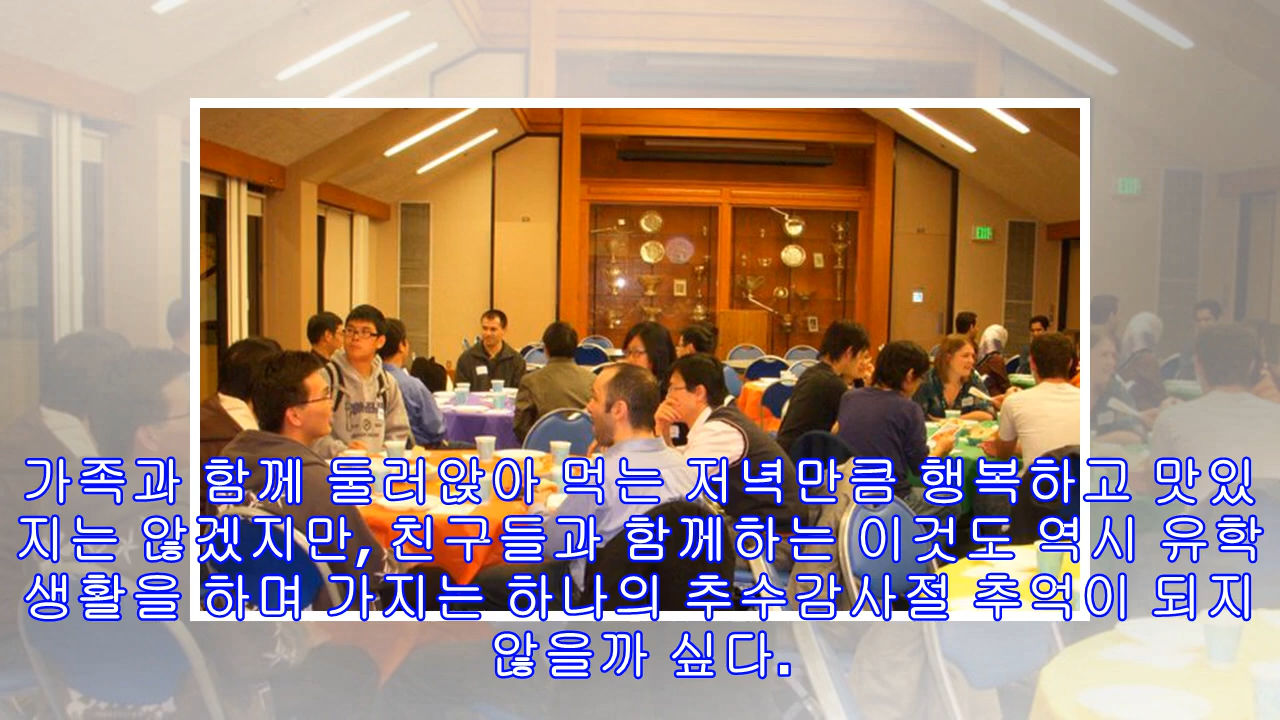 가족과 함께 둘러앉아 먹는 저녁만큼 행복하고 맛있
지는 않겠지만, 친구들과 함께하는 이것도 역시 유학
생활을 하며 가지는 하나의 추수감사절 추억이 되지
않을까 싶다.
EXIT